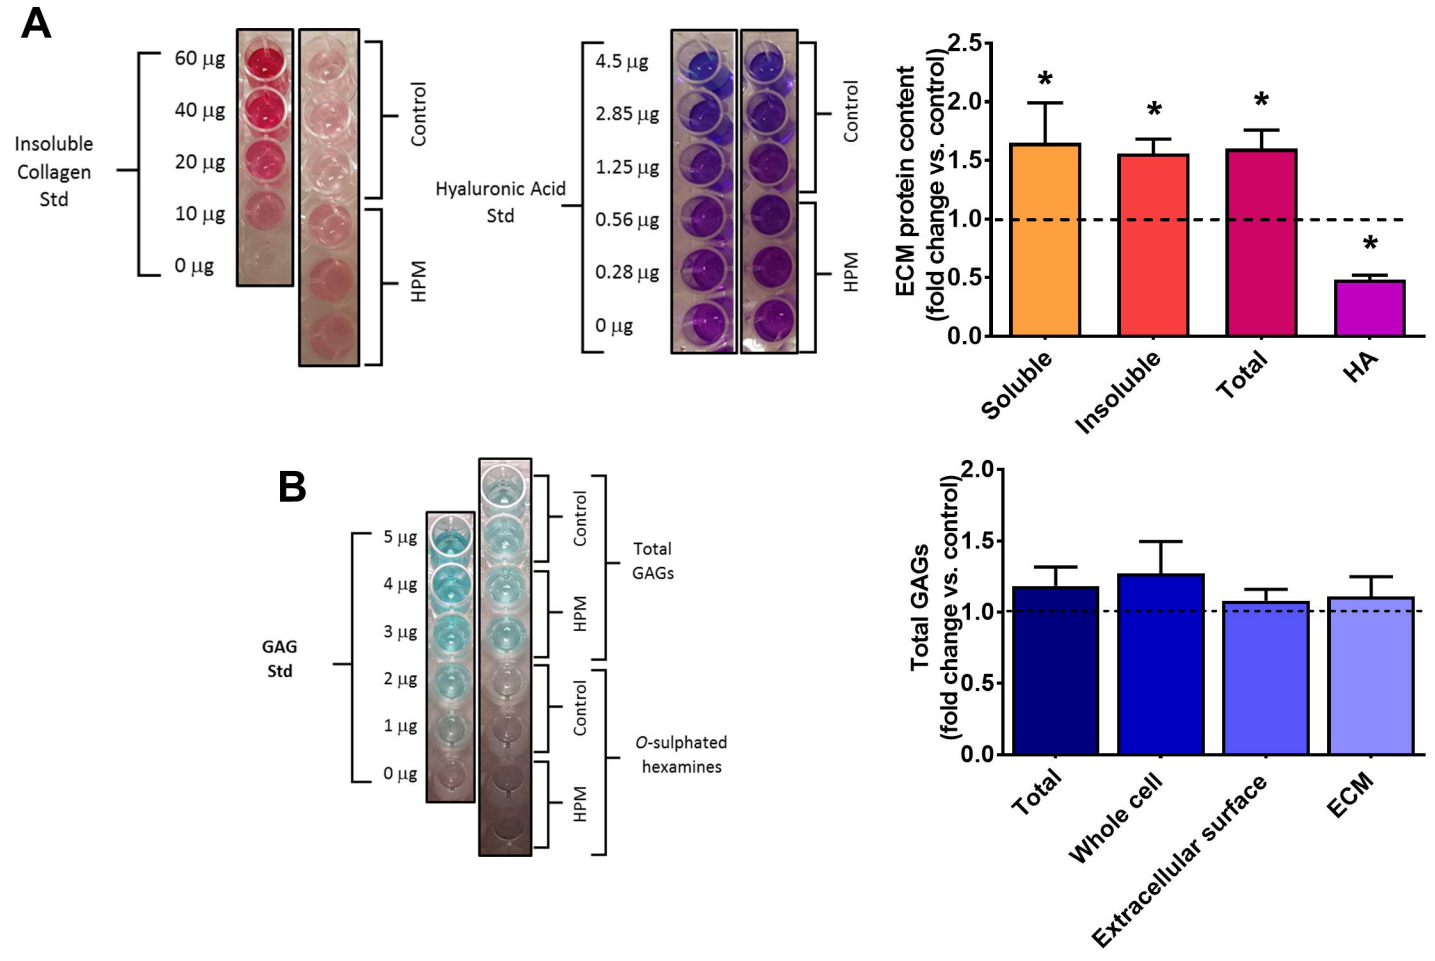 A
Insoluble
Collagen
Std
60 µg
40 µg
20 µg
10 µg
0 µg
Control
HPM
Hyaluronic Acid
Std
4.5 µg
2.85 µg
1.25 µg
0.56 µg
0.28 µg
0 µg
Control
HPM
ECM protein content
(fold change vs. control)
2.5
2.0
1.5
1.0
0.5
0.0
*
*
*
*
Soluble
Insoluble
Total
HA
B
GAG
Std
5 µg
4 µg
3 µg
2 µg
1 µg
0 µg
Control
HPM
Control
HPM
Total
GAGs
O-sulphated
hexamines
Total GAGs
(fold change vs. control)
2.0
1.5
1.0
0.5
0.0
Total
Whole cell
Extracellular surface
ECM